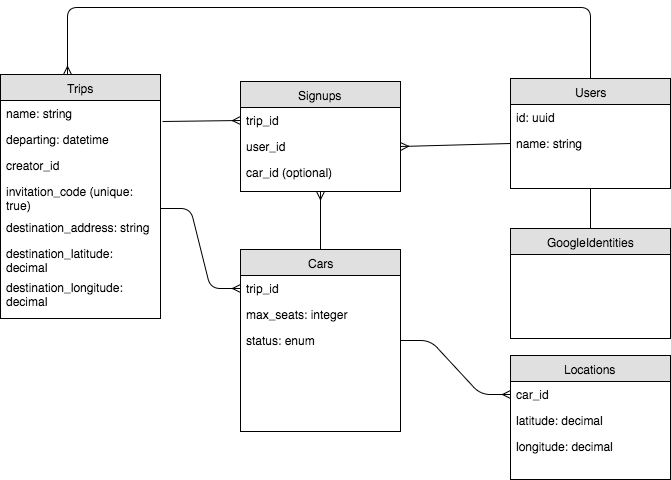 Trips
name: string
departing: datetime
creator_id
invitation_code (unique:
true)
destination_address: string
destination_latitude:
decimal
destination_longitude:
decimal
Signups
trip_id
user_id
car_id (optional)
Users
id: uuid
name: string
Cars
trip_id
max_seats: integer
status: enum
GoogleIdentities
Locations
car_id
latitude: decimal
longitude: decimal